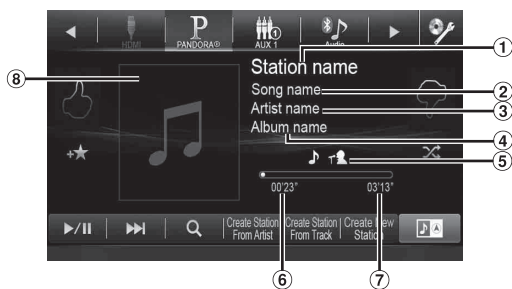 HDMI
P
PANDORA®
1
AUX 1
Audio
1
Station name
8
Song name
2
Artist name
3
Album name
4
5
00'23"
03'13"
Create Station From Artist
Create Station From Track
Create New Station
6
7